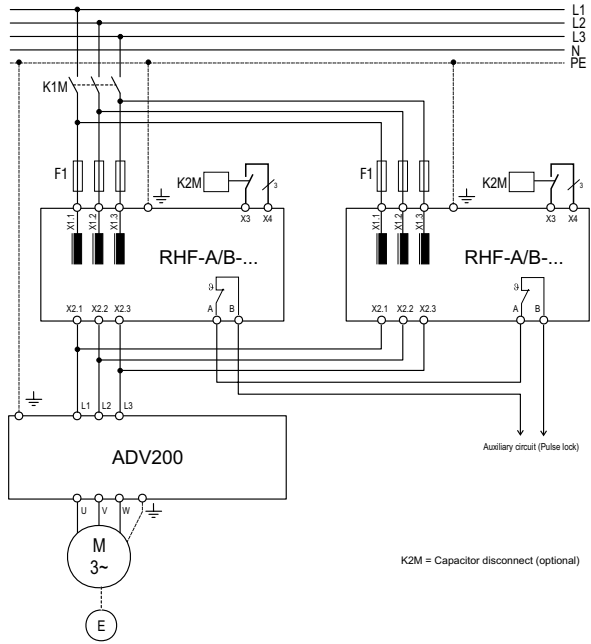 L1
L2
L3
N
PE
K1M
F1
K2M
3
F1
K2M
3
X1.1
X1.2
X1.3
X3
X4
X1.1
X1.2
X1.3
X3
X4
RHF-A/B-...
RHF-A/B-...
ϑ
ϑ
X2.1
X2.2
X2.3
A
B
X2.1
X2.2
X2.3
A
B
L1
L2
L3
Auxiliary circuit (Pulse lock)
ADV200
U
V
W
M
3~
K2M = Capacitor disconnect (optional)
E